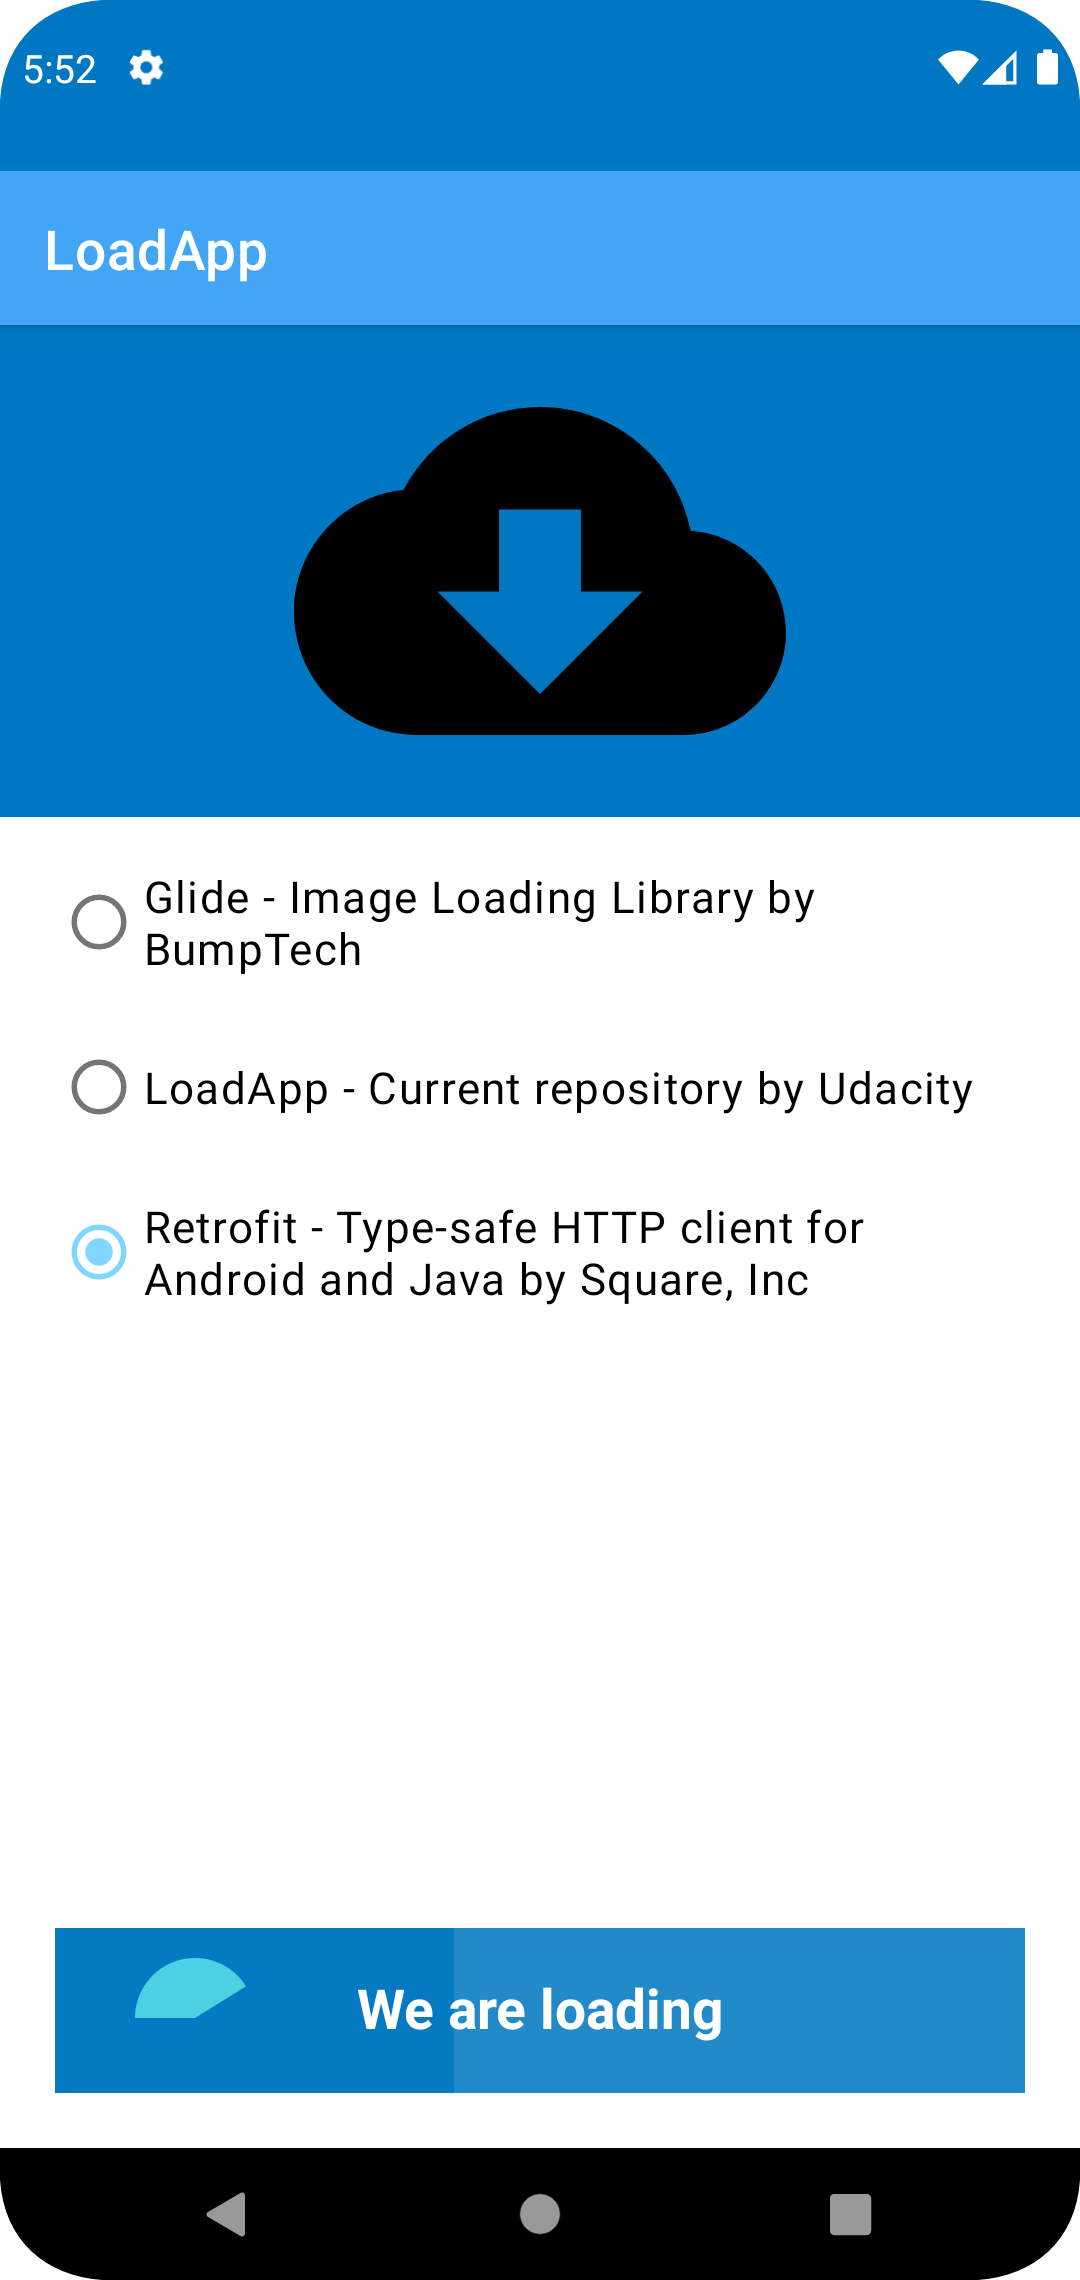 5:52
LoadApp
Glide - Image Loading Library by
BumpTech
LoadApp - Current repository by Udacity
Retrofit - Type-safe HTTP client for
Android and Java by Square, Inc
We are loading